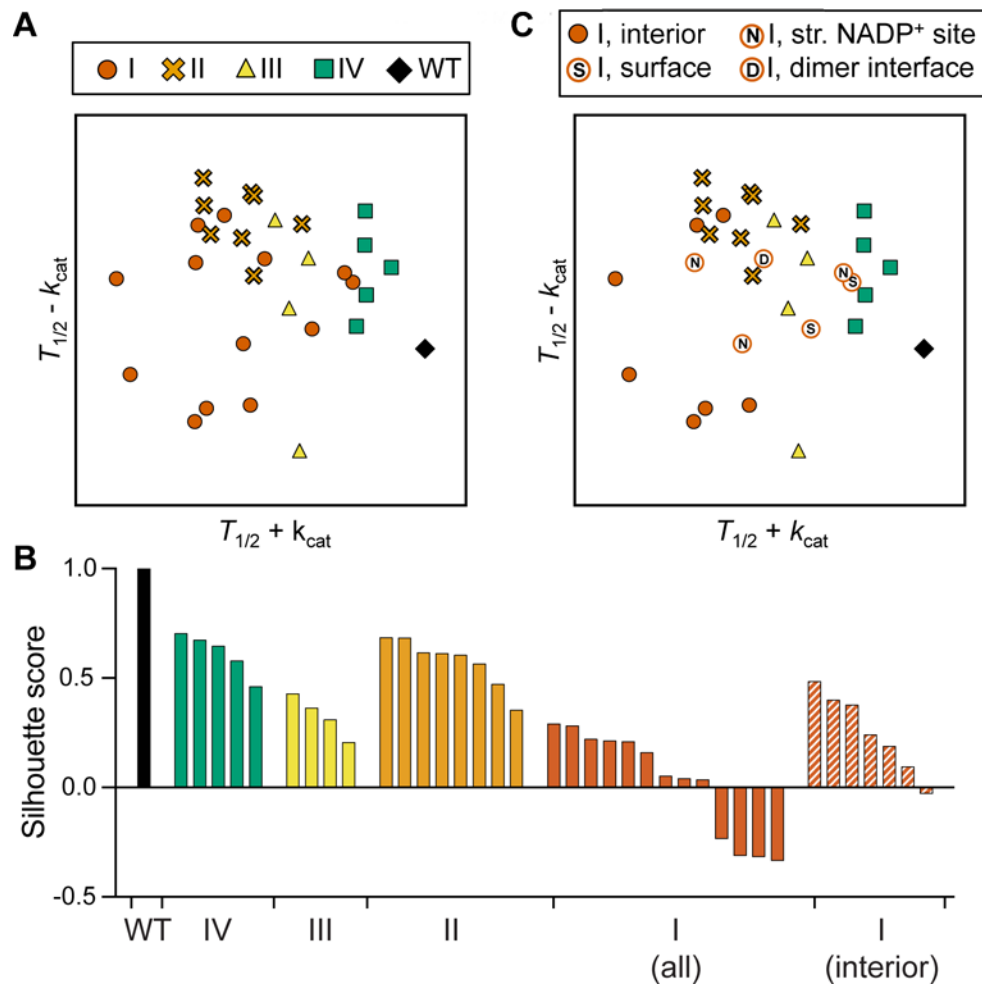 A
I II III IV WT
T1/2 - kcat
T1/2 + kcat
C
I, interior N I, str. NADP+ site
S I, surface D I, dimer interface
N D N S S N
T1/2 - kcat
T1/2 + kcat
B
Silhouette score
1.0
0.5
0.0
-0.5
WT IV III II I I
(all) (interior)